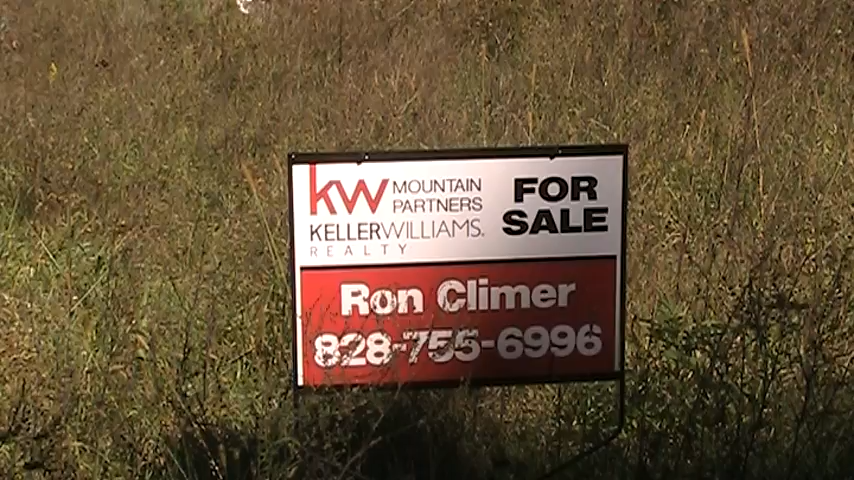 kw MOUNTAIN PARTNERS
KELLERWILLIAMS.
REALTY
FOR
SALE
Ron Climer
828-755-6996